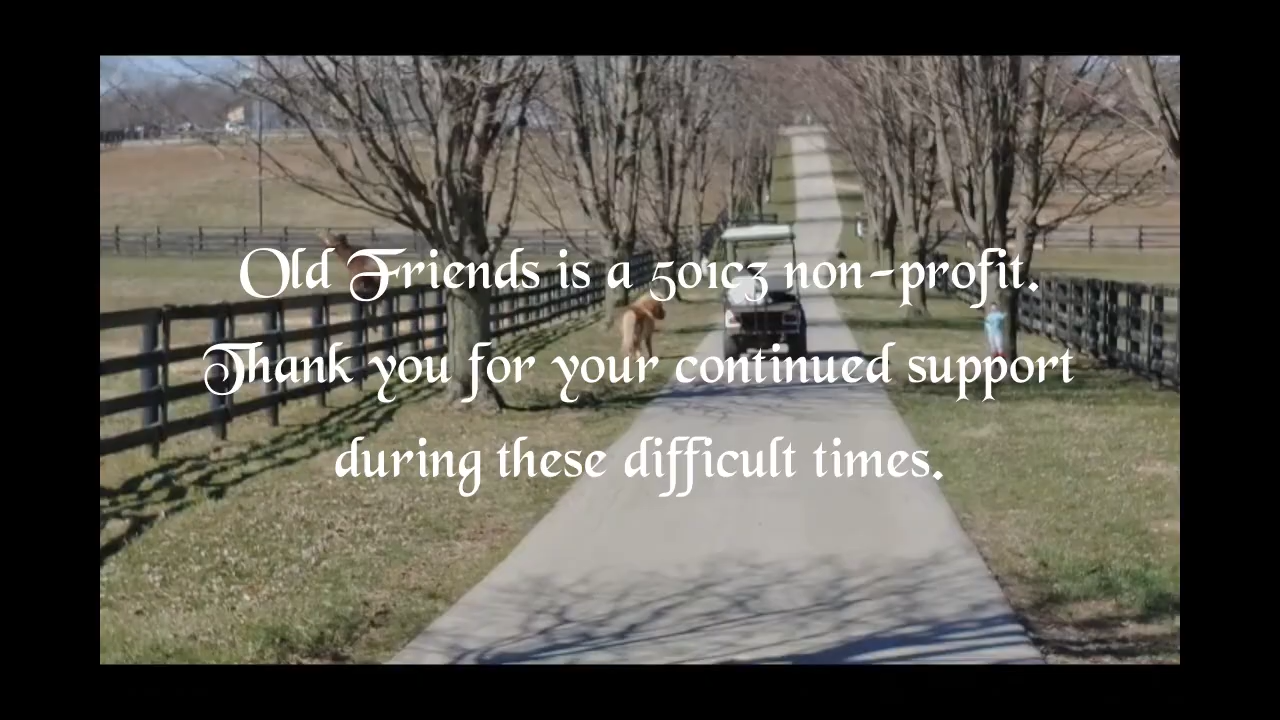 Old Friends is a 501c3 non-profit.
Thank you for your continued support
during these difficult times.